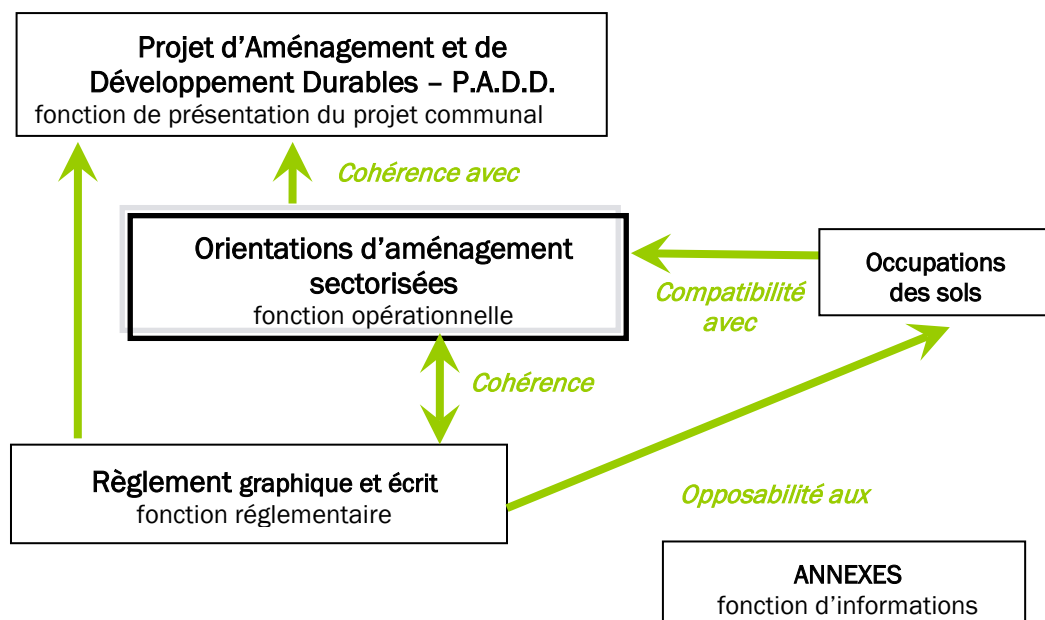 Projet d’Aménagement et de
Développement Durables – P.A.D.D.
fonction de présentation du projet communal
Cohérence avec
Orientations d’aménagement
sectorisées
fonction opérationnelle
Occupations
des sols
Compatibilité
avec
Cohérence
Règlement graphique et écrit
fonction réglementaire
Opposabilité aux
ANNEXES
fonction d’informations